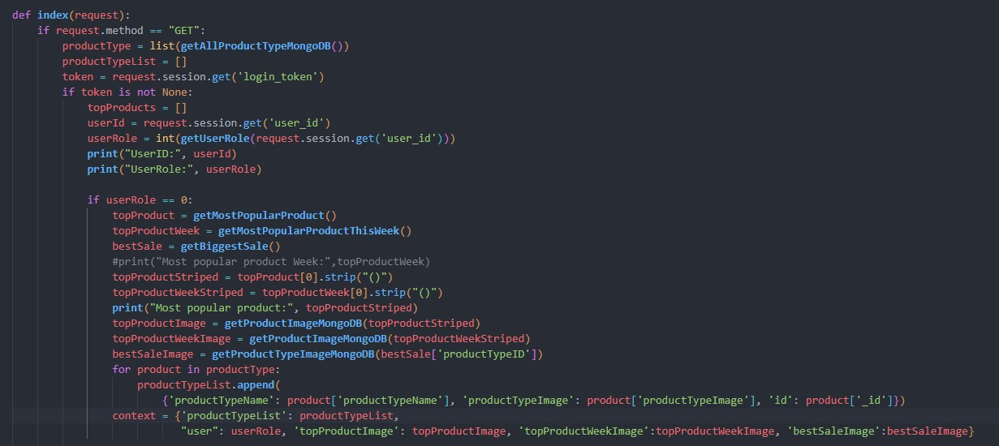 def index(request):
    if request.method == "GET":
        productType = list(getAllProductTypeMongoDB())
        productTypeList = []
        token = request.session.get('login_token')
        if token is not None:
            topProducts = []
            userId = request.session.get('user_id')
            userRole = int(getUserRole(request.session.get('user_id')))
            print("UserID:", userId)
            print("UserRole:", userRole)

            if userRole == 0:
                topProduct = getMostPopularProduct()
                topProductWeek = getMostPopularProductThisWeek()
                bestSale = getBiggestSale()
                #print("Most popular product Week:",topProductWeek)
                topProductStriped = topProduct[0].strip("()")
                topProductWeekStriped = topProductWeek[0].strip("()")
                print("Most popular product:", topProductStriped)
                topProductImage = getProductImageMongoDB(topProductStriped)
                topProductWeekImage = getProductImageMongoDB(topProductWeekStriped)
                bestSaleImage = getProductTypeImageMongoDB(bestSale['productTypeID'])
                for product in productType:
                    productTypeList.append(
                        {'productTypeName': product['productTypeName'], 'productTypeImage': product['productTypeImage'], 'id': product['_id']})
                context = {'productTypeList': productTypeList,
                           "user": userRole, 'topProductImage': topProductImage, 'topProductWeekImage':topProductWeekImage, 'bestSaleImage':bestSaleImage}